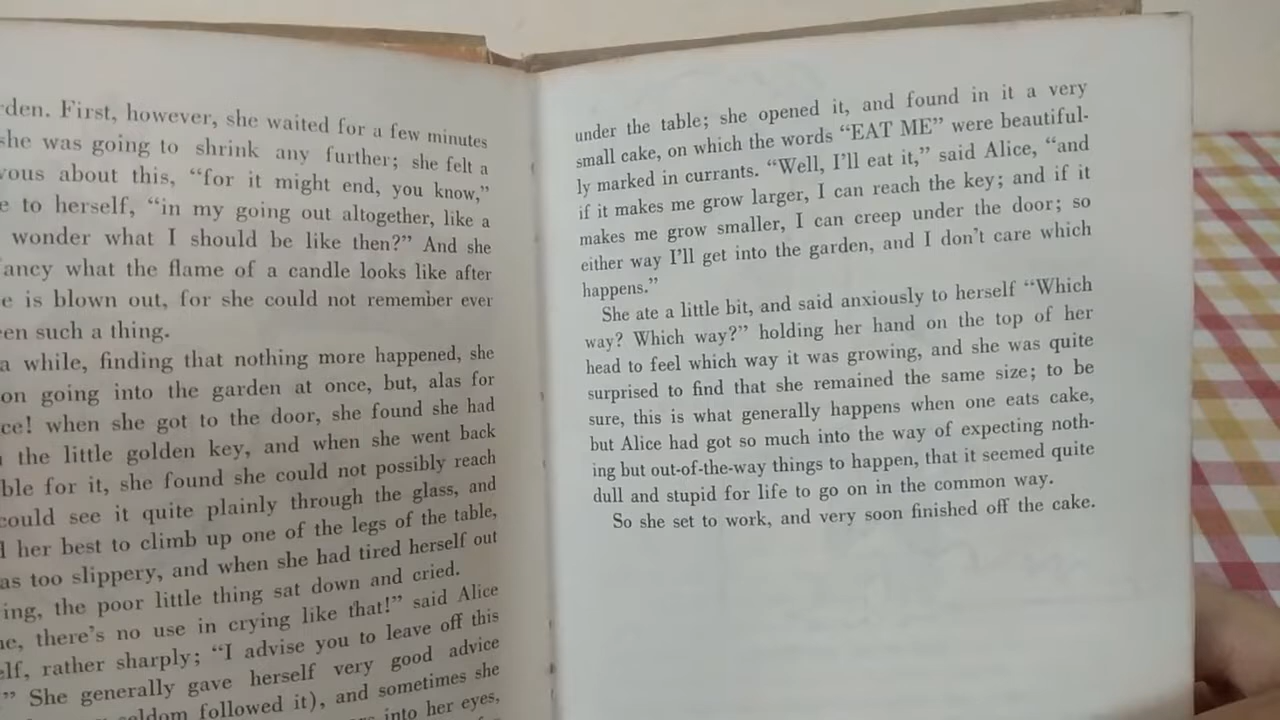 First, however, she waited for a few minutes
she was going to shrink any further; she felt a
about this, “for it might end, you know,”
to herself, “in my going out altogether, like a
wonder what I should be like then?” And she
what the flame of a candle looks like after
is blown out, for she could not remember ever
such a thing.
a while, finding that nothing more happened, she
on going into the garden at once, but, alas for
when she got to the door, she found she had
the little golden key, and when she went back
for it, she found she could not possibly reach
could see it quite plainly through the glass, and
her best to climb up one of the legs of the table,
too slippery, and when she had tired herself out
the poor little thing sat down and cried.
there’s no use in crying like that!” said Alice
rather sharply; “I advise you to leave off this
” She generally gave herself very good advice
seldom followed it), and sometimes she
into her eyes,
under the table; she opened it, and found in it a very
small cake, on which the words “EAT ME” were beautiful-
ly marked in currants. “Well, I’ll eat it,” said Alice, “and
if it makes me grow larger, I can reach the key; and if it
makes me grow smaller, I can creep under the door; so
either way I’ll get into the garden, and I don’t care which
happens.”
She ate a little bit, and said anxiously to herself “Which
way? Which way?” holding her hand on the top of her
head to feel which way it was growing, and she was quite
surprised to find that she remained the same size; to be
sure, this is what generally happens when one eats cake,
but Alice had got so much into the way of expecting noth-
ing but out-of-the-way things to happen, that it seemed quite
dull and stupid for life to go on in the common way.
So she set to work, and very soon finished off the cake.